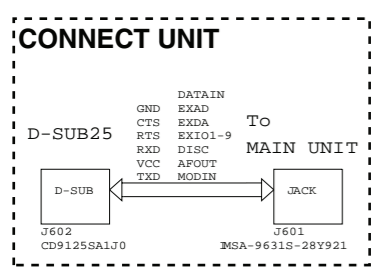 CONNECT UNIT
DATAIN
GND EXAD
CTS EXDA To
D-SUB25 RTS EXIO1-9
RXD DISC MAIN UNIT
VCC AFOUT
TXD MODIN
D-SUB JACK
J602 J601
CD9125SA1J0 IMSA-9631S-28Y921